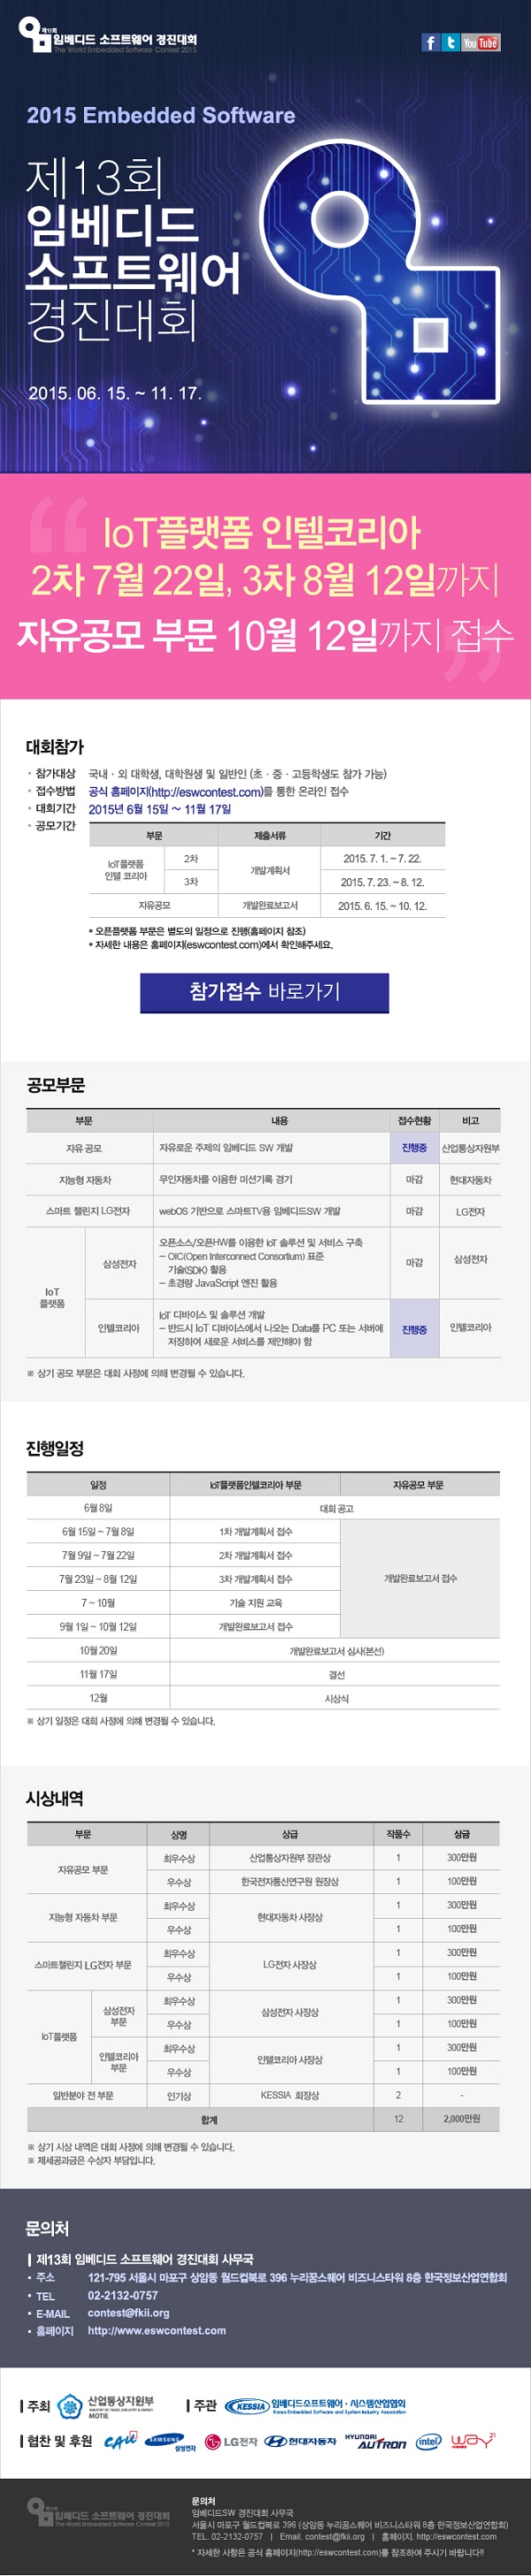 제13회
임베디드 소프트웨어 경진대회
The World Embedded Software Contest 2015
f t You Tube
2015 Embedded Software
제13회
임베디드
소프트웨어
경진대회
2015. 06. 15. ~ 11. 17.
“
IoT플랫폼 인텔코리아
2차 7월 22일, 3차 8월 12일까지
자유공모 부문 10월 12일까지 접수
”
대회참가
· 참가대상 국내 · 외 대학생, 대학원생 및 일반인 (초 · 중 · 고등학생도 참가 가능)
· 접수방법 공식 홈페이지(http://eswcontest.com)를 통한 온라인 접수
· 대회기간 2015년 6월 15일 ~ 11월 17일
· 공모기간
부문 제출서류 기간
IoT플랫폼 인텔 코리아 2차 개발계획서 2015. 7. 1. ~ 7. 22.
3차 2015. 7. 23. ~ 8. 12.
자유공모 개발완료보고서 2015. 6. 15. ~ 10. 12.
* 오픈플랫폼 부문은 별도의 일정으로 진행(홈페이지 참조)
* 자세한 내용은 홈페이지(eswcontest.com)에서 확인해주세요.
참가접수 바로가기
공모부문
부문 내용 접수현황 비고
자유 공모 자유로운 주제의 임베디드 SW 개발 진행중 산업통상자원부
지능형 자동차 무인자동차를 이용한 미션기록 경기 마감 현대자동차
스마트 챌린지 LG전자 webOS 기반으로 스마트TV용 임베디드SW 개발 마감 LG전자
IoT
플랫폼
삼성전자
오픈소스/오픈HW를 이용한 IoT 솔루션 및 서비스 구축
- OIC(Open Interconnect Consortium) 표준
기술(SDK) 활용
- 초경량 JavaScript 엔진 활용
마감 삼성전자
인텔코리아
IoT 디바이스 및 솔루션 개발
- 반드시 IoT 디바이스에서 나오는 Data를 PC 또는 서버에
저장하여 새로운 서비스를 제안해야 함
진행중 인텔코리아
※ 상기 공모 부문은 대회 사정에 의해 변경될 수 있습니다.
진행일정
일정 IoT플랫폼인텔코리아 부문 자유공모 부문
6월 8일 대회 공고
6월 15일 ~ 7월 8일 1차 개발계획서 접수
7월 9일 ~ 7월 22일 2차 개발계획서 접수
7월 23일 ~ 8월 12일 3차 개발계획서 접수 개발완료보고서 접수
7 ~ 10월 기술 지원 교육
9월 1일 ~ 10월 12일 개발완료보고서 접수
10월 20일 개발완료보고서 심사(본선)
11월 17일 결선
12월 시상식
※ 상기 일정은 대회 사정에 의해 변경될 수 있습니다.
시상내역
부문 상명 상급 작품수 상금
자유공모 부문 최우수상 산업통상자원부 장관상 1 300만원
우수상 한국전자통신연구원 원장상 1 100만원
지능형 자동차 부문 최우수상 현대자동차 사장상 1 300만원
우수상 1 100만원
스마트챌린지 LG전자 부문 최우수상 LG전자 사장상 1 300만원
우수상 1 100만원
IoT플랫폼 삼성전자 부문 최우수상 삼성전자 사장상 1 300만원
우수상 1 100만원
인텔코리아 부문 최우수상 인텔코리아 사장상 1 300만원
우수상 1 100만원
일반분야 전 부문 인기상 KESSIA 회장상 2 -
합계 12 2,000만원
※ 상기 시상 내역은 대회 사정에 의해 변경될 수 있습니다.
※ 제세공과금은 수상자 부담입니다.
문의처
제13회 임베디드 소프트웨어 경진대회 사무국
· 주소 121-795 서울시 마포구 상암동 월드컵북로 396 누리꿈스퀘어 비즈니스타워 8층 한국정보산업연합회
· TEL 02-2132-0757
· E-MAIL contest@fkii.org
· 홈페이지 http://www.eswcontest.com
주최 산업통상자원부
MINISTRY OF TRADE, INDUSTRY & ENERGY
MOTIE
주관 KESSIA 임베디드소프트웨어 · 시스템산업협회
Korea Embedded Software and System Industry Association
협찬 및 후원 CAU SAMSUNG 삼성전자 LG전자 현대자동차 HYUNDAI AUTRON intel way 21
제13회
임베디드 소프트웨어 경진대회
The World Embedded Software Contest 2015
문의처
임베디드SW 경진대회 사무국
서울시 마포구 월드컵북로 396 (상암동 누리꿈스퀘어 비즈니스타워 8층 한국정보산업연합회)
TEL. 02-2132-0757 | Email. contest@fkii.org | 홈페이지. http://eswcontest.com
* 자세한 사항은 공식 홈페이지(http://eswcontest.com)를 참조하여 주시기 바랍니다!!